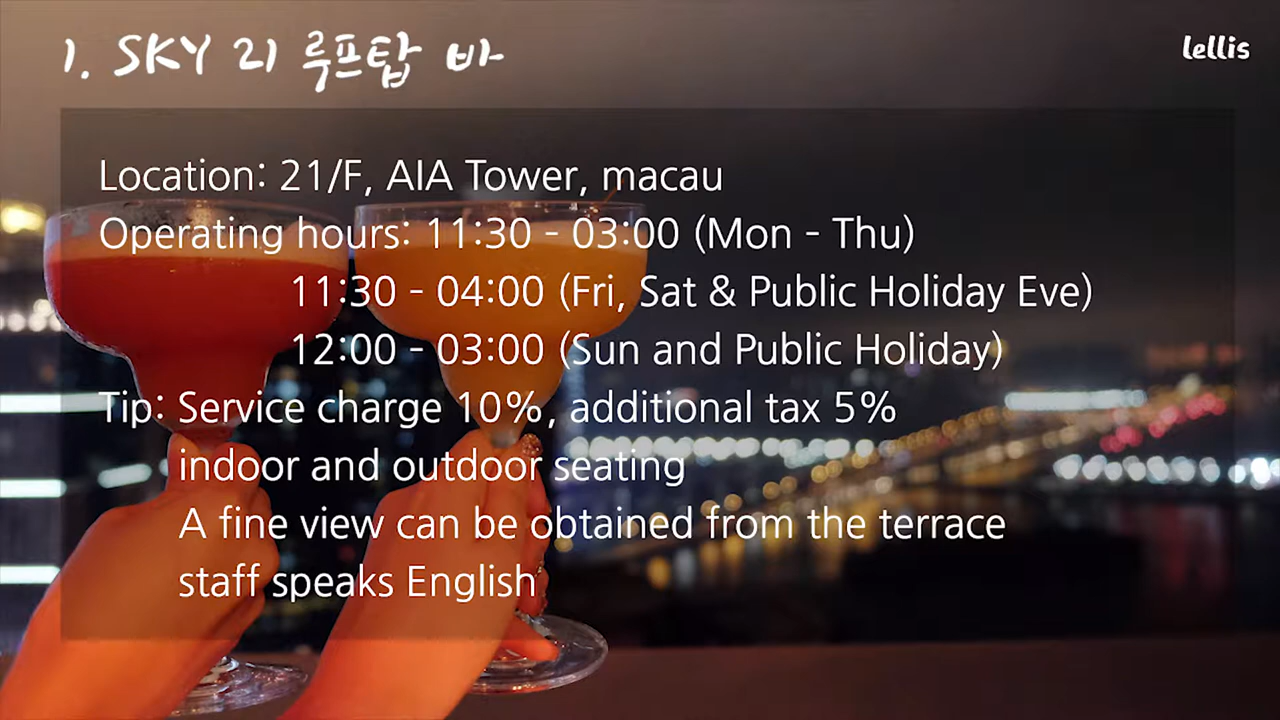 1. SKY 21 루프탑 바
lellis
Location: 21/F, AIA Tower, macau
Operating hours: 11:30 - 03:00 (Mon - Thu)
11:30 - 04:00 (Fri, Sat & Public Holiday Eve)
12:00 - 03:00 (Sun and Public Holiday)
Tip: Service charge 10%, additional tax 5%
indoor and outdoor seating
A fine view can be obtained from the terrace
staff speaks English